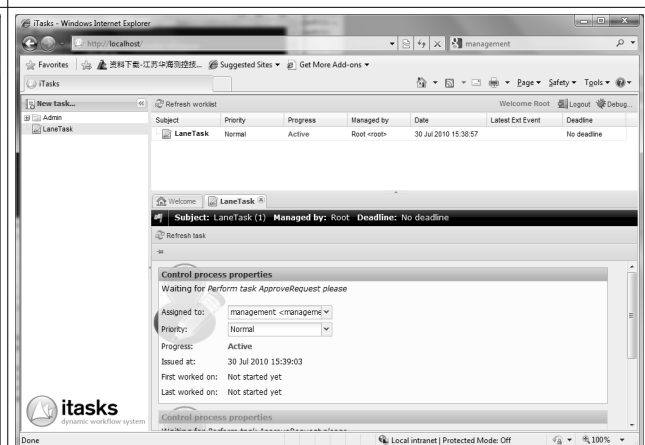 iTasks - Windows Internet Explorer
http://localhost/
management
Favorites
资料下载-江苏华海测控技...
Suggested Sites
Get More Add-ons
iTasks
Page
Safety
Tools
New task...
Refresh worklist
Welcome Root
Logout
Debug...
Admin
LaneTask
Subject Priority Progress Managed by Date Latest Ext Event Deadline
LaneTask Normal Active Root <root> 30 Jul 2010 15:38:57 No deadline
Welcome
LaneTask
Subject: LaneTask (1) Managed by: Root Deadline: No deadline
Refresh task
Control process properties
Waiting for Perform task ApproveRequest please
Assigned to: management <manageme
Priority: Normal
Progress: Active
Issued at: 30 Jul 2010 15:39:03
First worked on: Not started yet
Last worked on: Not started yet
Control process properties
Waiting for Perform task ApproveRequest please
itasks
dynamic workflow system
Done
Local intranet | Protected Mode: Off
100%